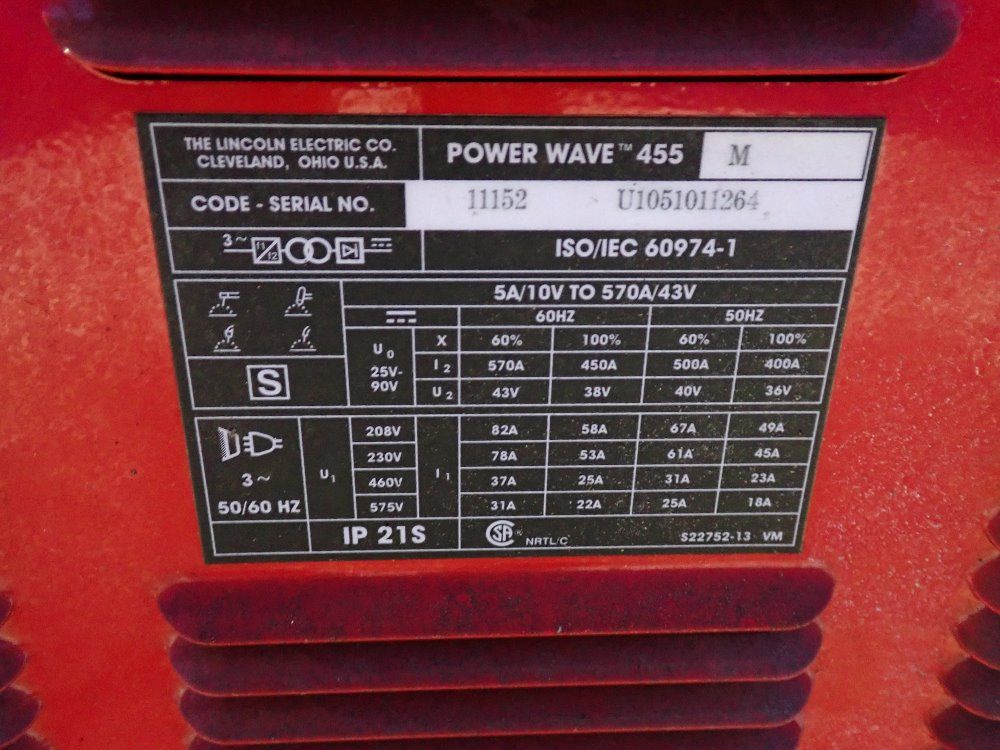 THE LINCOLN ELECTRIC CO.
CLEVELAND, OHIO U.S.A.
POWER WAVE™ 455 M
CODE - SERIAL NO. 11152 U1051011264
3~ f1 f2
ISO/IEC 60974-1
5A/10V TO 570A/43V
60HZ 50HZ
X 60% 100% 60% 100%
U0 25V-90V
I2 570A 450A 500A 400A
U2 43V 38V 40V 36V
S
3~
50/60 HZ
U1 I1
208V 82A 58A 67A 49A
230V 78A 53A 61A 45A
460V 37A 25A 31A 23A
575V 31A 22A 25A 18A
IP 21S
SA NRTL/C
S22752-13 VM